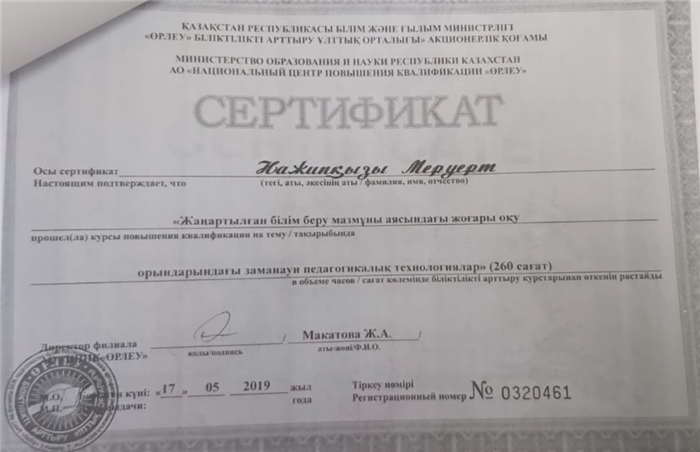 ҚАЗАҚСТАН РЕСПУБЛИКАСЫ БІЛІМ ЖӘНЕ ҒЫЛЫМ МИНИСТРЛІГІ
«ӨРЛЕУ» БІЛІКТІЛІКТІ АРТТЫРУ ҰЛТТЫҚ ОРТАЛЫҒЫ» АКЦИОНЕРЛІК ҚОҒАМЫ
МИНИСТЕРСТВО ОБРАЗОВАНИЯ И НАУКИ РЕСПУБЛИКИ КАЗАХСТАН
АО «НАЦИОНАЛЬНЫЙ ЦЕНТР ПОВЫШЕНИЯ КВАЛИФИКАЦИИ «ӨРЛЕУ»
СЕРТИФИКАТ
Осы сертификат Нажипқызы Меруерт
Настоящим подтверждает, что (тегі, аты, әкесінің аты / фамилия, имя, отчество)
«Жаңартылған білім беру мазмұны аясындағы жоғары оқу
прошел(ла) курсы повышения квалификации на тему / тақырыбында
орындарындағы заманауи педагогикалық технологиялар» (260 сағат)
в объеме часов / сағат көлемінде біліктілікті арттыру курстарынан өткенін растайды
Директор филиала / Макатова Ж.А. /
«ӨРЛЕУ» қолы/подпись аты-жөні/Ф.И.О.
М.О. күні: «17» 05 2019 жыл Тіркеу нөмірі
М.П. года Регистрационный номер № 0320461